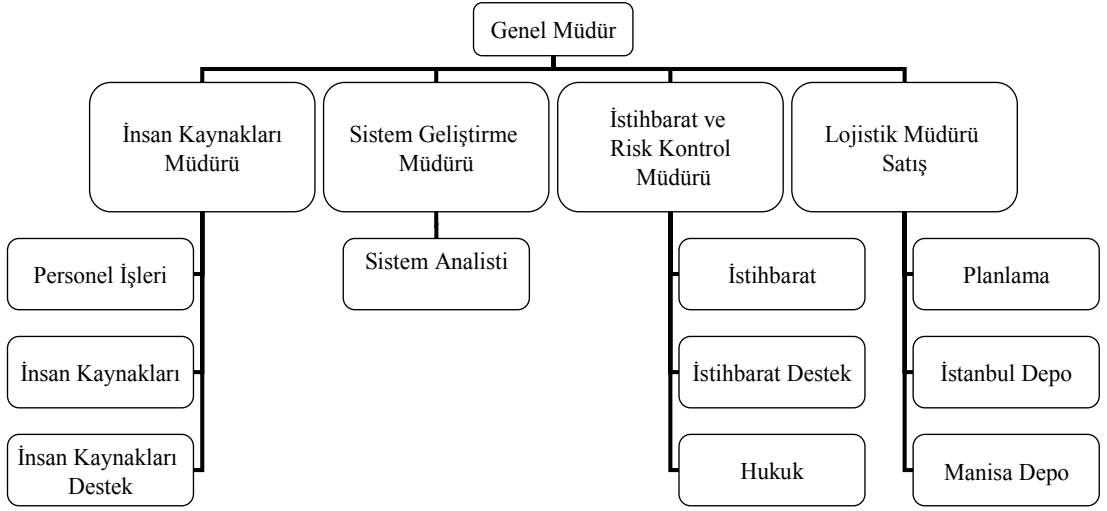 Genel Müdür
İnsan Kaynakları
Müdürü
Sistem Geliştirme
Müdürü
İstihbarat ve
Risk Kontrol
Müdürü
Lojistik Müdürü
Satış
Personel İşleri
Sistem Analisti
İstihbarat
Planlama
İnsan Kaynakları
İstihbarat Destek
İstanbul Depo
İnsan Kaynakları
Destek
Hukuk
Manisa Depo